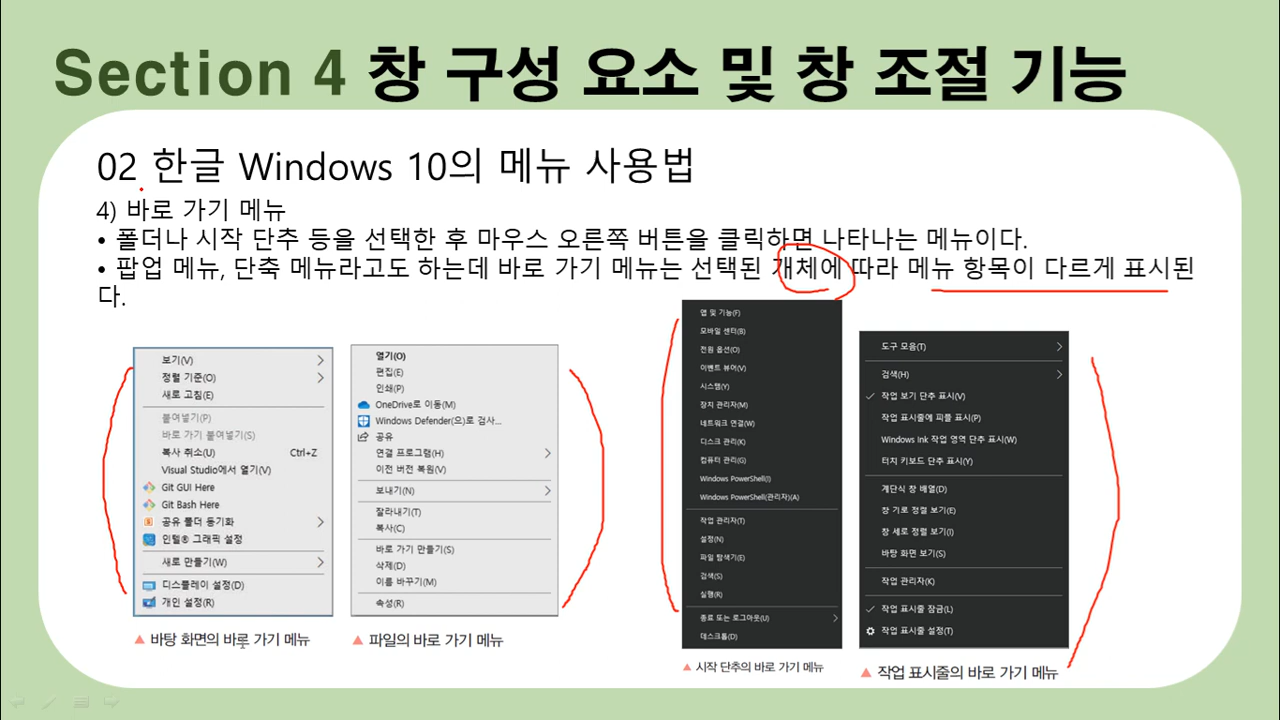 Section 4 창 구성 요소 및 창 조절 기능
02 한글 Windows 10의 메뉴 사용법
4) 바로 가기 메뉴
• 폴더나 시작 단추 등을 선택한 후 마우스 오른쪽 버튼을 클릭하면 나타나는 메뉴이다.
• 팝업 메뉴, 단축 메뉴라고도 하는데 바로 가기 메뉴는 선택된 개체에 따라 메뉴 항목이 다르게 표시된
다.
보기(V)
정렬 기준(O)
새로 고침(E)
붙여넣기(P)
바로 가기 붙여넣기(S)
복사 취소(U) Ctrl+Z
Visual Studio에서 열기(V)
Git GUI Here
Git Bash Here
공유 폴더 동기화
인텔® 그래픽 설정
새로 만들기(W)
디스플레이 설정(D)
개인 설정(R)
▲ 바탕 화면의 바로 가기 메뉴
열기(O)
편집(E)
인쇄(P)
OneDrive로 이동(M)
Windows Defender(으)로 검사...
공유
연결 프로그램(H)
이전 버전 복원(V)
보내기(N)
잘라내기(T)
복사(C)
바로 가기 만들기(S)
삭제(D)
이름 바꾸기(M)
속성(R)
▲ 파일의 바로 가기 메뉴
앱 및 기능(F)
모바일 센터(B)
전원 옵션(O)
이벤트 뷰어(V)
시스템(Y)
장치 관리자(M)
네트워크 연결(W)
디스크 관리(K)
컴퓨터 관리(G)
Windows PowerShell(I)
Windows PowerShell(관리자)(A)
작업 관리자(T)
설정(N)
파일 탐색기(E)
검색(S)
실행(R)
종료 또는 로그아웃(U)
데스크톱(D)
▲ 시작 단추의 바로 가기 메뉴
도구 모음(T)
검색(H)
작업 보기 단추 표시(V)
작업 표시줄에 피플 표시(P)
Windows Ink 작업 영역 단추 표시(W)
터치 키보드 단추 표시(Y)
계단식 창 배열(D)
창 가로 정렬 보기(E)
창 세로 정렬 보기(I)
바탕 화면 보기(S)
작업 관리자(K)
작업 표시줄 잠금(L)
작업 표시줄 설정(T)
▲ 작업 표시줄의 바로 가기 메뉴